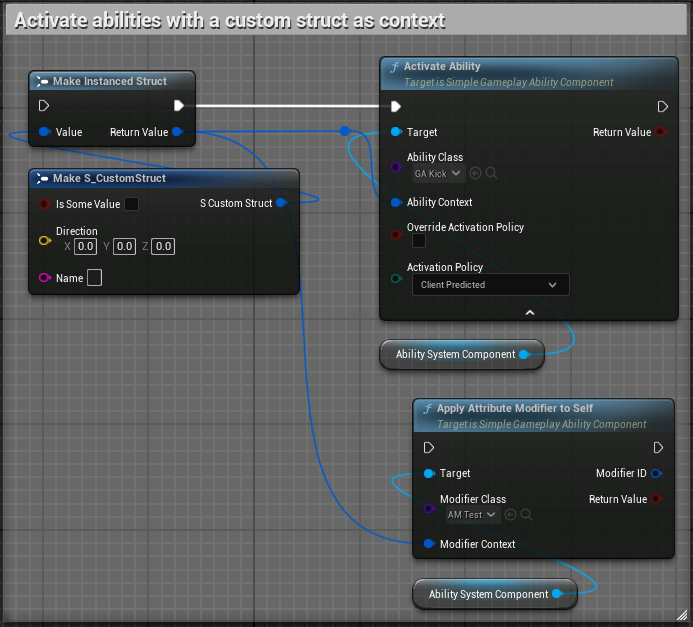 Activate abilities with a custom struct as context
Make Instanced Struct
Value
Return Value
Make S_CustomStruct
Is Some Value
S Custom Struct
Direction
X 0.0 Y 0.0 Z 0.0
Name
f Activate Ability
Target is Simple Gameplay Ability Component
Target
Return Value
Ability Class
GA Kick
Ability Context
Override Activation Policy
Activation Policy
Client Predicted
Ability System Component
f Apply Attribute Modifier to Self
Target is Simple Gameplay Ability Component
Target
Modifier ID
Modifier Class
Return Value
AM Test
Modifier Context
Ability System Component